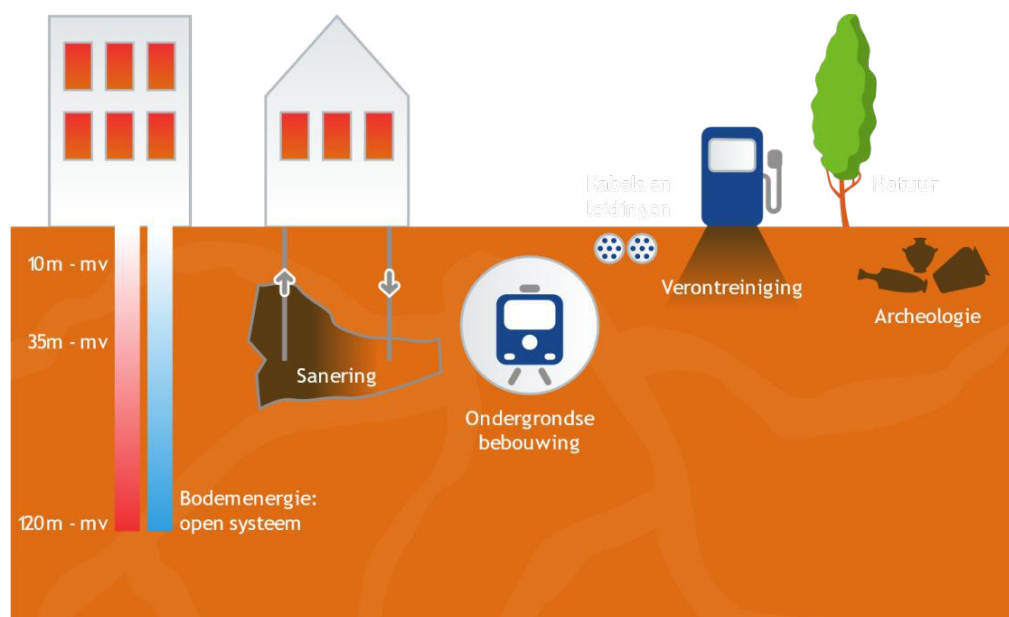 Kabels en
leidingen
Natuur
10m - mv
Verontreiniging
Archeologie
35m - mv
Sanering
Ondergrondse
bebouwing
Bodemenergie:
open systeem
120m - mv